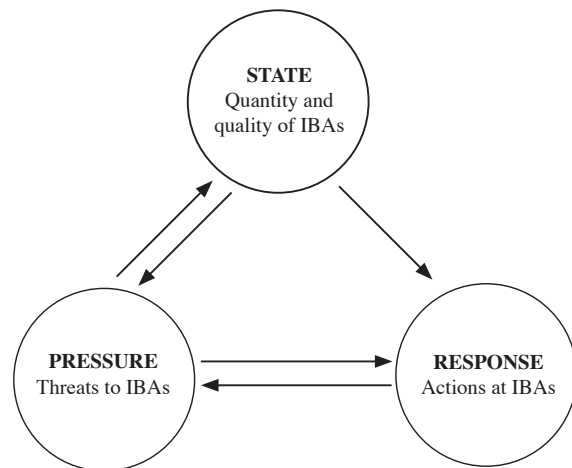 STATE
Quantity and
quality of IBAs
PRESSURE
Threats to IBAs
RESPONSE
Actions at IBAs